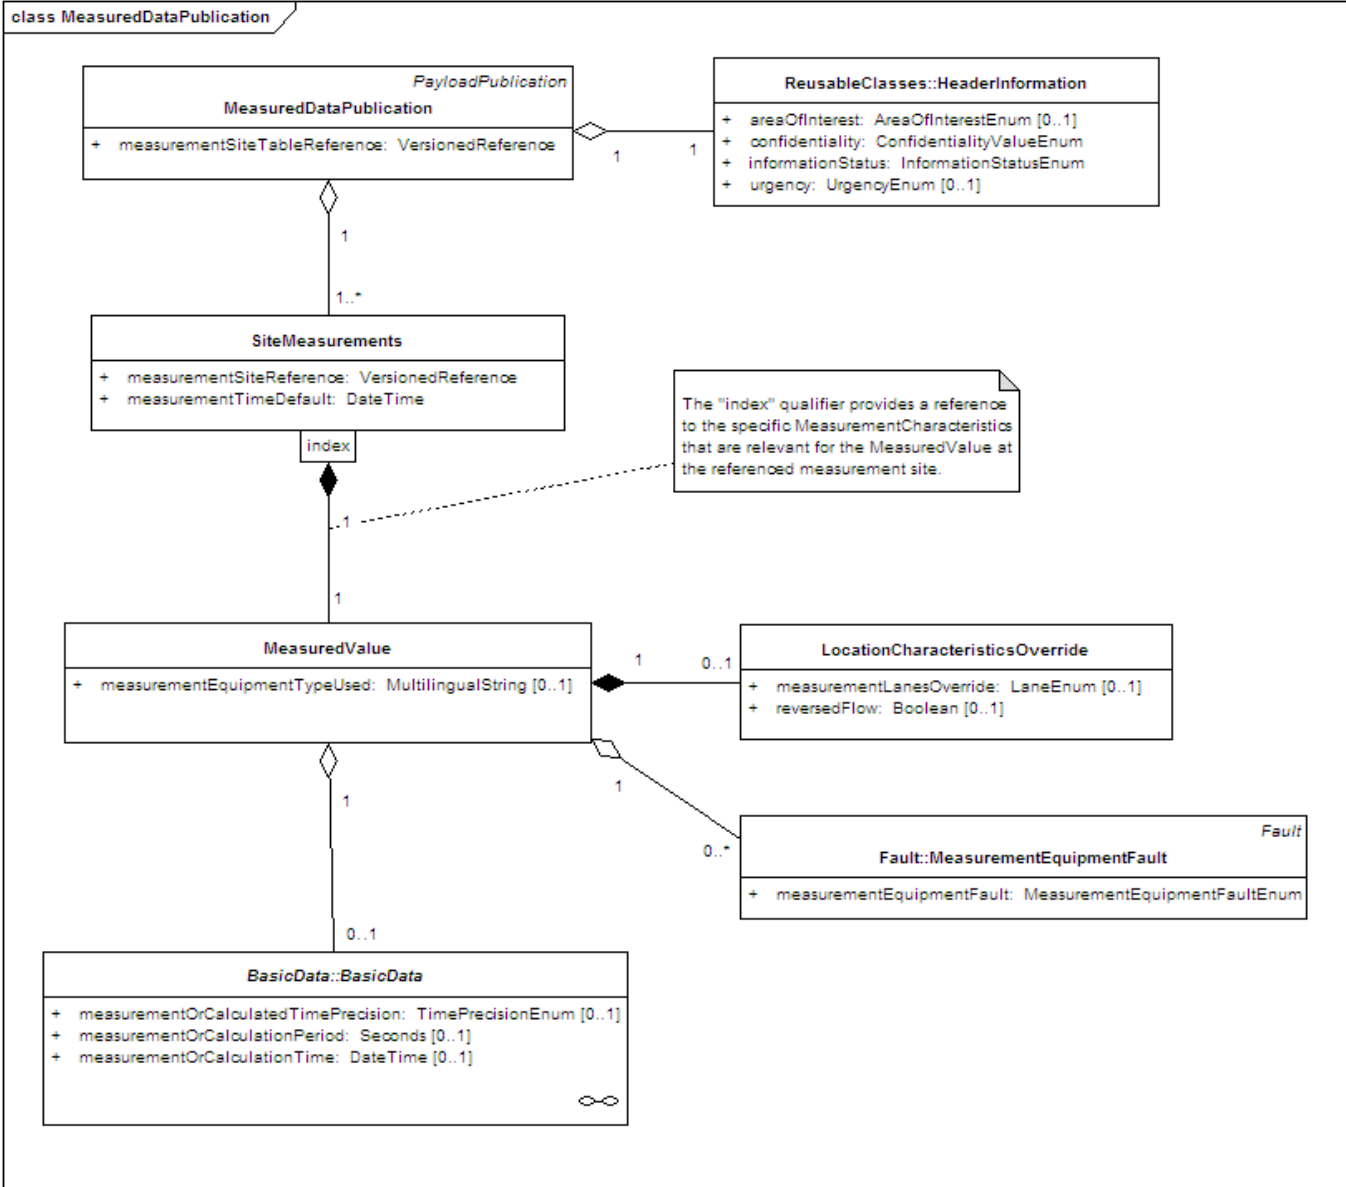 class MeasuredDataPublication
PayloadPublication
MeasuredDataPublication
+ measurementSiteTableReference: VersionedReference
ReusableClasses::HeaderInformation
+ areaOfInterest: AreaOfInterestEnum [0..1]
+ confidentiality: ConfidentialityValueEnum
+ informationStatus: InformationStatusEnum
+ urgency: UrgencyEnum [0..1]
1
1
1
1..*
SiteMeasurements
+ measurementSiteReference: VersionedReference
+ measurementTimeDefault: DateTime
index
The "index" qualifier provides a reference
to the specific MeasurementCharacteristics
that are relevant for the MeasuredValue at
the referenced measurement site.
1
1
MeasuredValue
+ measurementEquipmentTypeUsed: MultilingualString [0..1]
1
0..1
LocationCharacteristicsOverride
+ measurementLanesOverride: LaneEnum [0..1]
+ reversedFlow: Boolean [0..1]
1
1
0..*
Fault
Fault::MeasurementEquipmentFault
+ measurementEquipmentFault: MeasurementEquipmentFaultEnum
0..1
BasicData::BasicData
+ measurementOrCalculatedTimePrecision: TimePrecisionEnum [0..1]
+ measurementOrCalculationPeriod: Seconds [0..1]
+ measurementOrCalculationTime: DateTime [0..1]